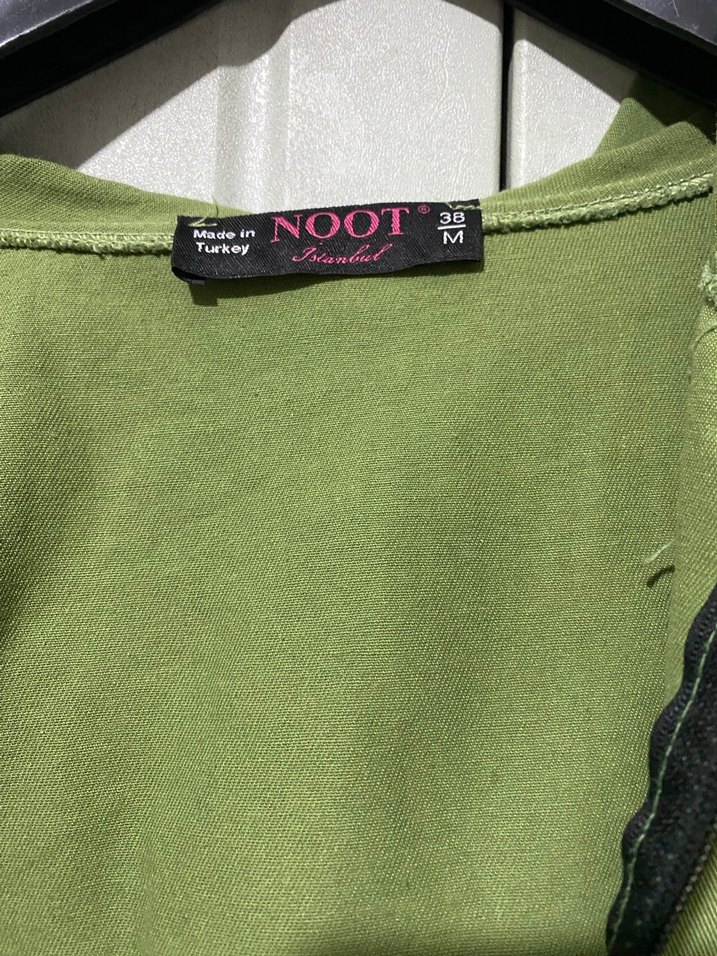 Made in
Turkey
NOOT®
Istanbul
38
M